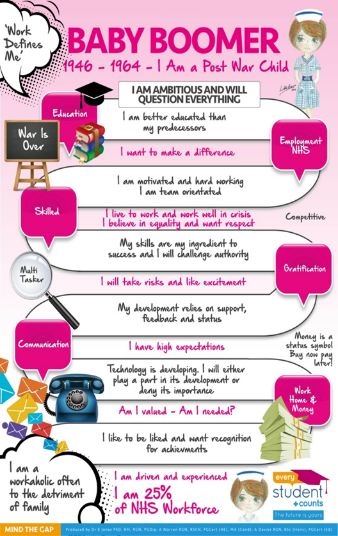 'Work
Defines
Me'
BABY BOOMER
1946 - 1964 - I Am a Post War Child
I AM AMBITIOUS AND WILL
QUESTION EVERYTHING
Education
I am better educated than
my predecessors
War Is
Over
Employment
NHS
I want to make a difference
I am motivated and hard working
I am team orientated
Skilled
I live to work and work well in crisis
I believe in equality and want respect
Competitive
My skills are my ingredient to
success and I will challenge authority
Multi
Tasker
Gratification
I will take risks and like excitement
My development relies on support,
feedback and status
Communication
I have high expectations
Money is a
status symbol
Buy now pay
later!
Technology is developing. I will either
play a part in its development or
deny its importance
Work
Home &
Money
Am I valued - Am I needed?
I like to be liked and want recognition
for achievments
I am a
workaholic often
to the detriment
of family
I am driven and experienced
I am 25%
of NHS Workforce
every
student
counts
The future is yours
MIND THE CAP